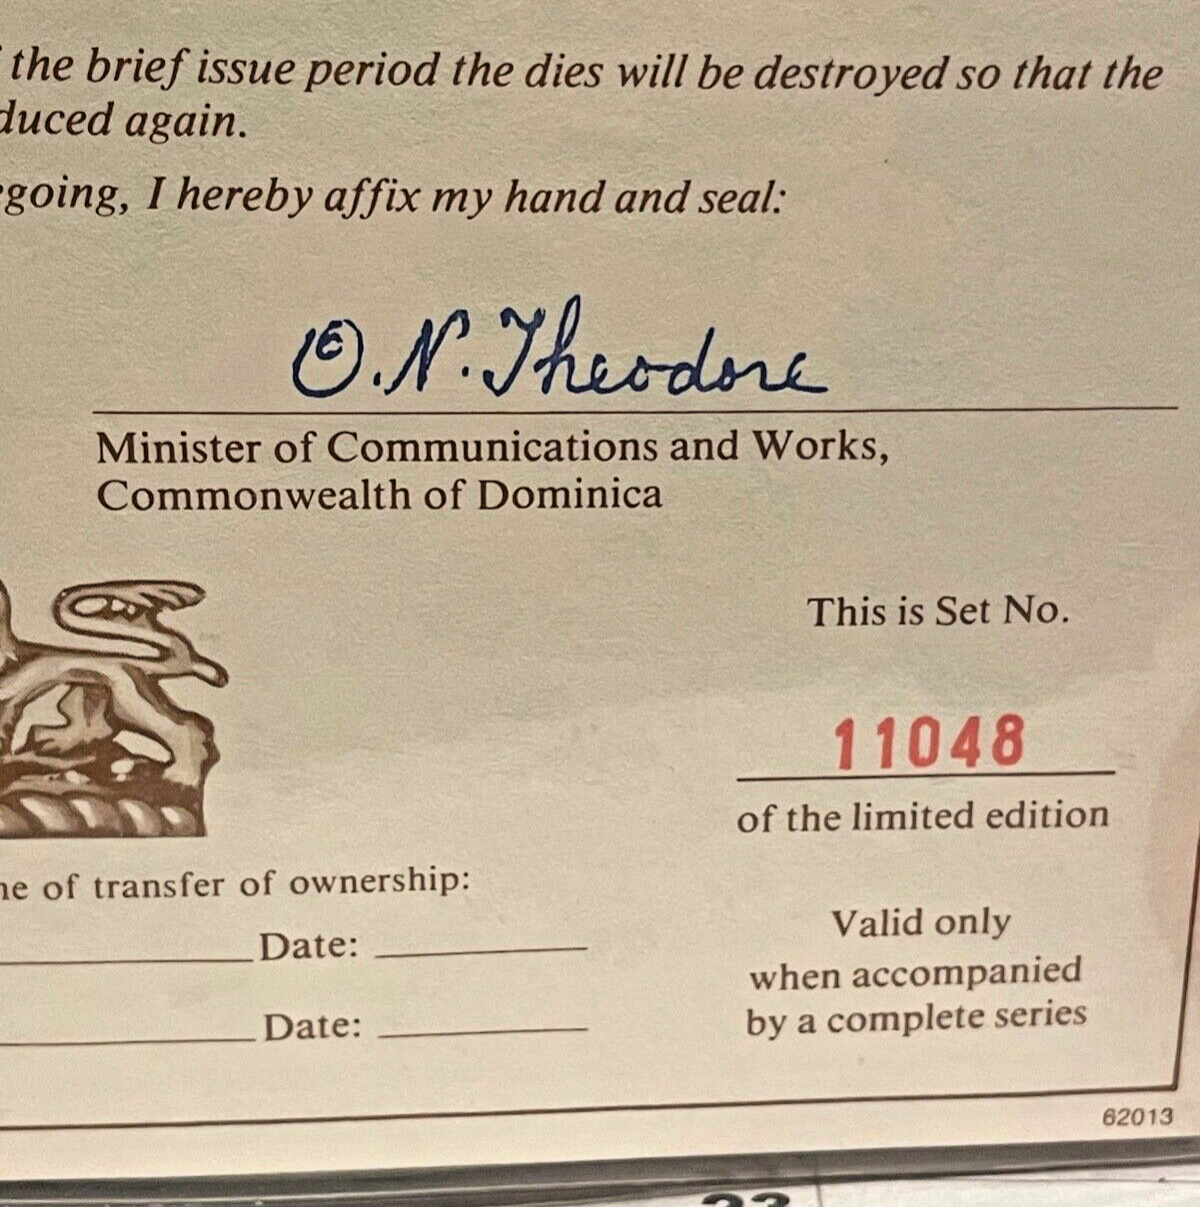 the brief issue period the dies will be destroyed so that the
duced again.
going, I hereby affix my hand and seal:
O. N. Theodore
Minister of Communications and Works,
Commonwealth of Dominica
This is Set No.
11048
of the limited edition
ne of transfer of ownership:
Date:
Date:
Valid only
when accompanied
by a complete series
62013